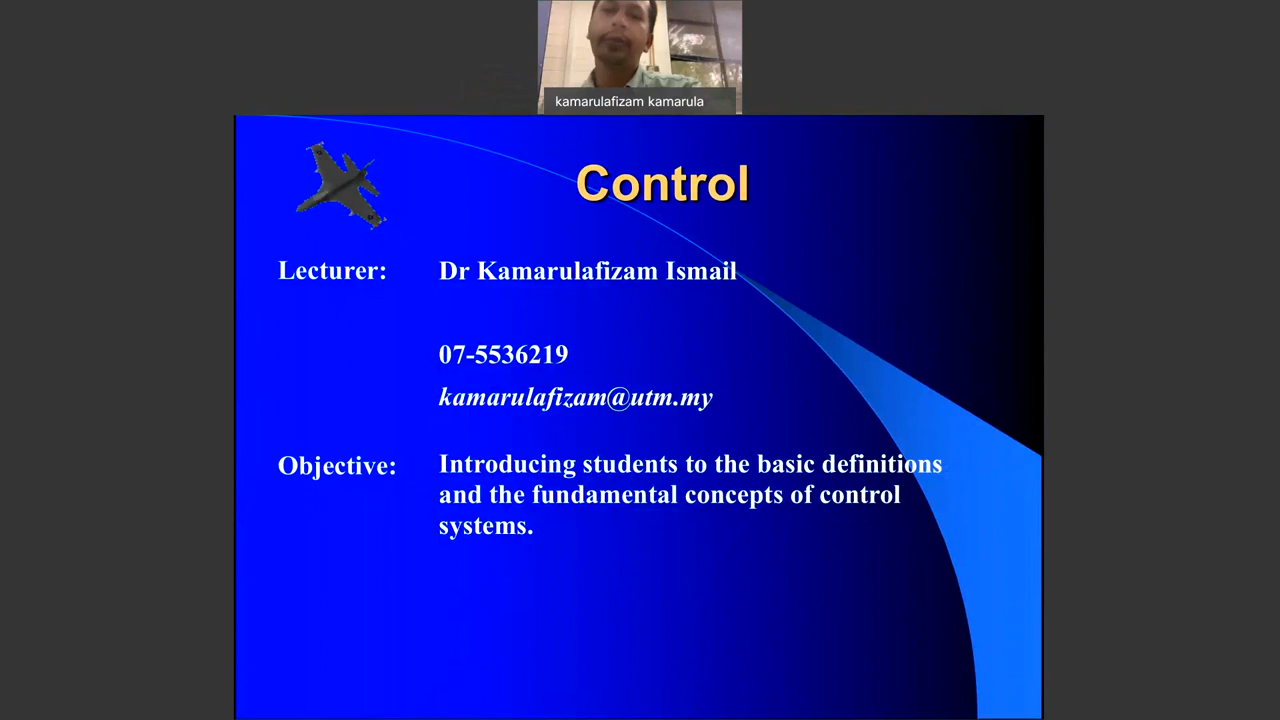 kamarulafizam kamarula
Control
Lecturer: Dr Kamarulafizam Ismail
07-5536219
kamarulafizam@utm.my
Objective: Introducing students to the basic definitions
and the fundamental concepts of control
systems.